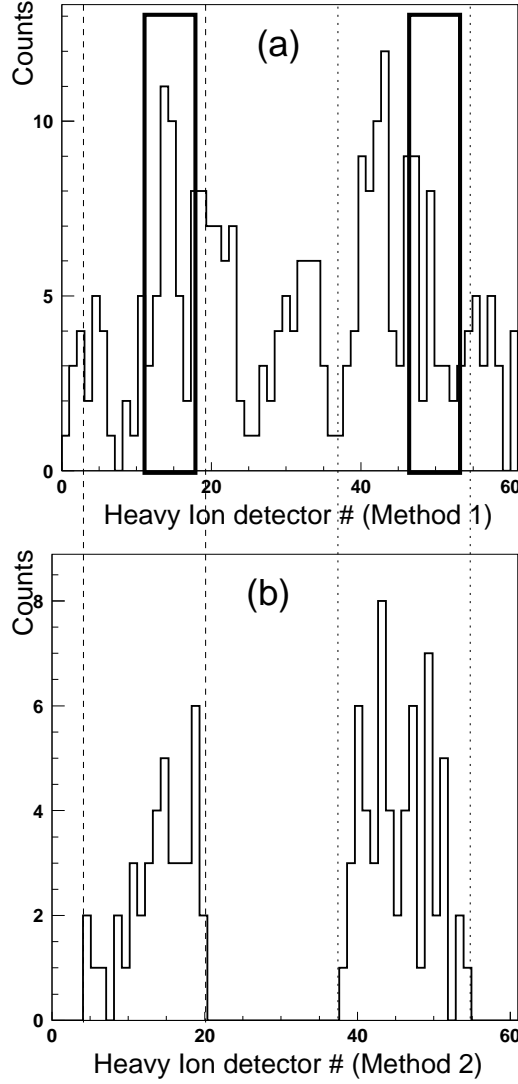 Counts
(a)
10
5
0
0 20 40 60
Heavy Ion detector # (Method 1)
Counts
(b)
8
6
4
2
0
0 20 40 60
Heavy Ion detector # (Method 2)